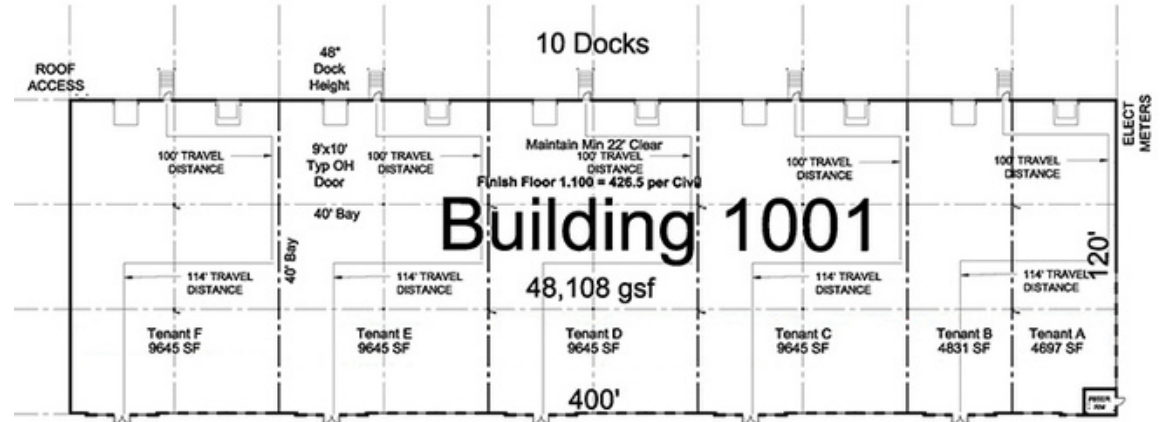 10 Docks
ROOF
ACCESS
48"
Dock
Height
ELECT
METERS
9'x10'
Typ OH
Door
Maintain Min 22' Clear
100' TRAVEL
DISTANCE
100' TRAVEL
DISTANCE
100' TRAVEL
DISTANCE
100' TRAVEL
DISTANCE
100' TRAVEL
DISTANCE
Finish Floor 1.100 = 426.5 per Civil
40' Bay
Building 1001
40' Bay
120'
114' TRAVEL
DISTANCE
114' TRAVEL
DISTANCE
48,108 gsf
114' TRAVEL
DISTANCE
114' TRAVEL
DISTANCE
Tenant F
9645 SF
Tenant E
9645 SF
Tenant D
9645 SF
Tenant C
9645 SF
Tenant B
4831 SF
Tenant A
4697 SF
400'